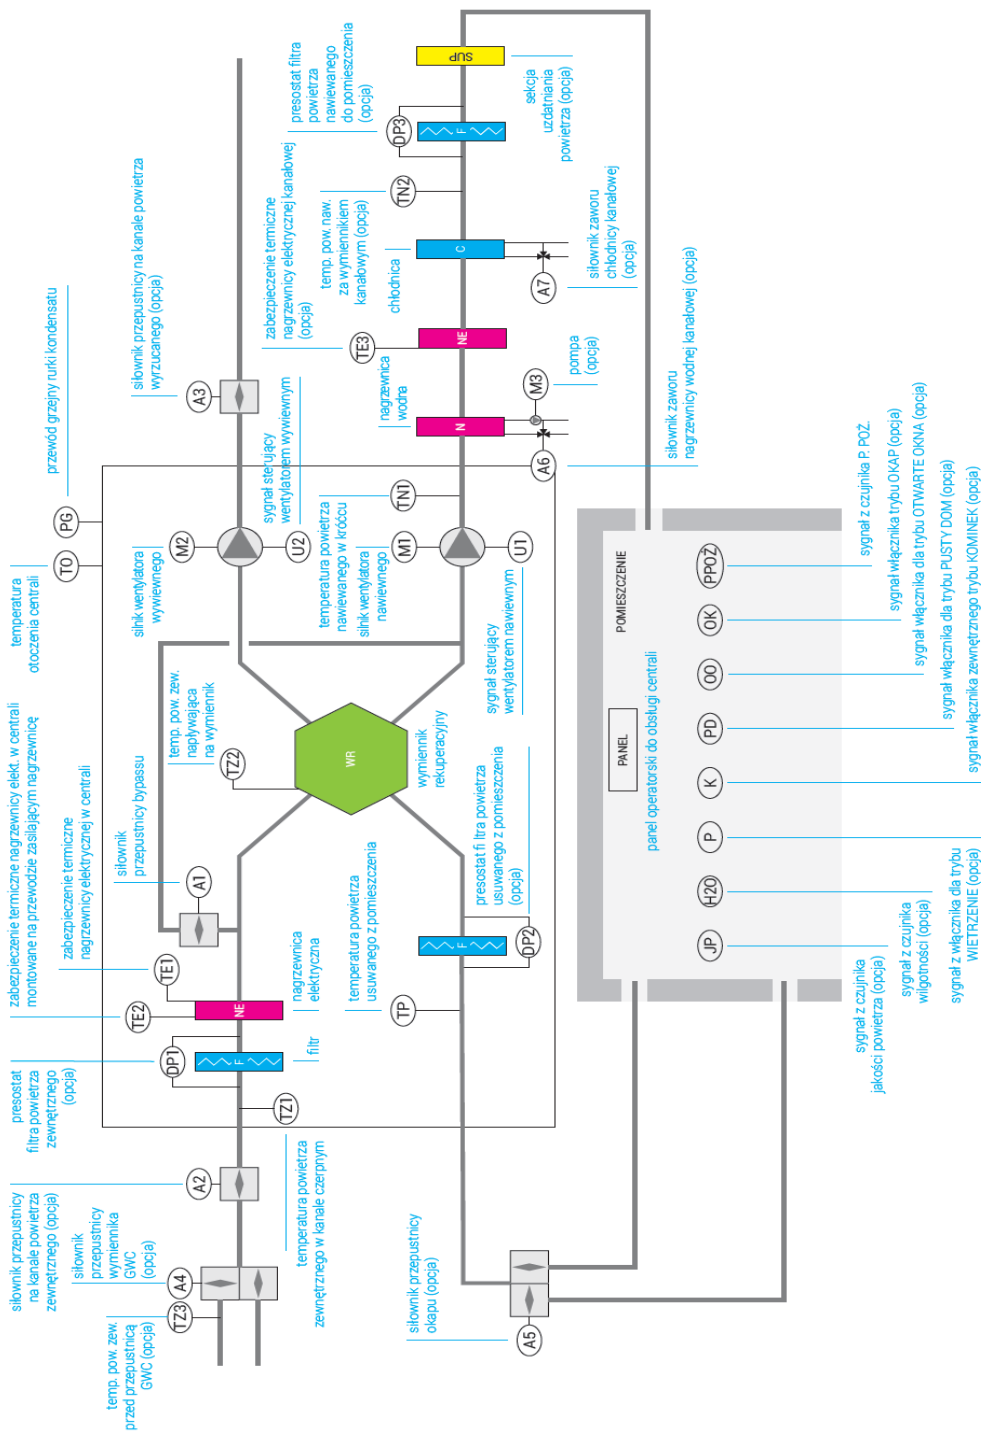 temperatura
otoczenia centrali
TO
PG
przewód grzejny rurki kondensatu
siłownik przepustnicy na kanale powietrza
wyrzucanego (opcja)
A3
presostat filtra
powietrza
nawiewanego
do pomieszczenia
(opcja)
DP3
F
SUP
sekcja
uzdatniania
powietrza (opcja)
zabezpieczenie termiczne
nagrzewnicy elektrycznej kanałowej
(opcja)
TE3
NE
temp. pow. naw.
za wymiennikiem
kanałowym (opcja)
TN2
chłodnica
C
A7
siłownik zaworu
chłodnicy kanałowej
(opcja)
nagrzewnica
wodna
N
M3
pompa
(opcja)
A6
siłownik zaworu
nagrzewnicy wodnej kanałowej (opcja)
silnik wentylatora
wywiewnego
M2
U2
sygnał sterujący
wentylatorem wywiewnym
temperatura powietrza
nawiewanego w króćcu
TN1
silnik wentylatora
nawiewnego
M1
U1
sygnał sterujący
wentylatorem nawiewnym
zabezpieczenie termiczne nagrzewnicy elekt. w centrali
montowane na przewodzie zasilającym nagrzewnicę
TE2
zabezpieczenie termiczne
nagrzewnicy elektrycznej w centrali
TE1
siłownik
przepustnicy bypassu
A1
temp. pow. zew.
napływająca
na wymiennik
TZ2
WR
wymiennik
rekuperacyjny
NE
nagrzewnica
elektryczna
presostat
filtra powietrza
zewnętrznego
(opcja)
DP1
F
filtr
TZ1
temperatura powietrza
zewnętrznego w kanale czerpnym
temperatura powietrza
usuwanego z pomieszczenia
TP
presostat fi ltra powietrza
usuwanego z pomieszczenia
(opcja)
F
DP2
siłownik przepustnicy
na kanale powietrza
zewnętrznego (opcja)
A2
siłownik
przepustnicy
wymiennika
GWC
(opcja)
A4
TZ3
temp. pow. zew.
przed przepustnicą
GWC (opcja)
siłownik przepustnicy
okapu (opcja)
A5
POMIESZCZENIE
PANEL
panel operatorski do obsługi centrali
JP
H2O
P
K
PD
OO
OK
PPOŻ
sygnał z czujnika P. POŻ.
sygnał włącznika trybu OKAP (opcja)
sygnał włącznika dla trybu OTWARTE OKNA (opcja)
sygnał włącznika dla trybu PUSTY DOM (opcja)
sygnał włącznika zewnętrznego trybu KOMINEK (opcja)
sygnał z włącznika dla trybu
WIETRZENIE (opcja)
sygnał z czujnika
wilgotności (opcja)
sygnał z czujnika
jakości powietrza (opcja)